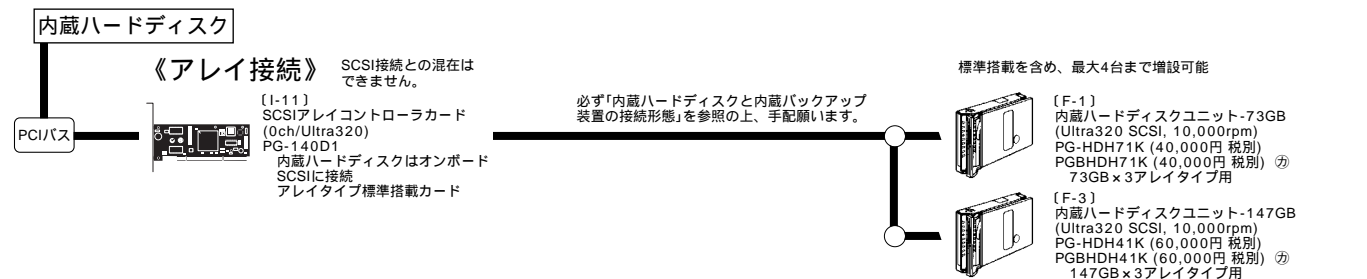 内蔵ハードディスク
《アレイ接続》
SCSI接続との混在は
できません。
PCIバス
〔I-11〕
SCSIアレイコントローラカード
(0ch/Ultra320)
PG-140D1
内蔵ハードディスクはオンボード
SCSIに接続
アレイタイプ標準搭載カード
必ず｢内蔵ハードディスクと内蔵バックアップ
装置の接続形態｣を参照の上、手配願います。
標準搭載を含め、最大4台まで増設可能
〔F-1〕
内蔵ハードディスクユニット-73GB
(Ultra320 SCSI, 10,000rpm)
PG-HDH71K (40,000円 税別)
PGBHDH71K (40,000円 税別) ㋕
73GB×3アレイタイプ用
〔F-3〕
内蔵ハードディスクユニット-147GB
(Ultra320 SCSI, 10,000rpm)
PG-HDH41K (60,000円 税別)
PGBHDH41K (60,000円 税別) ㋕
147GB×3アレイタイプ用